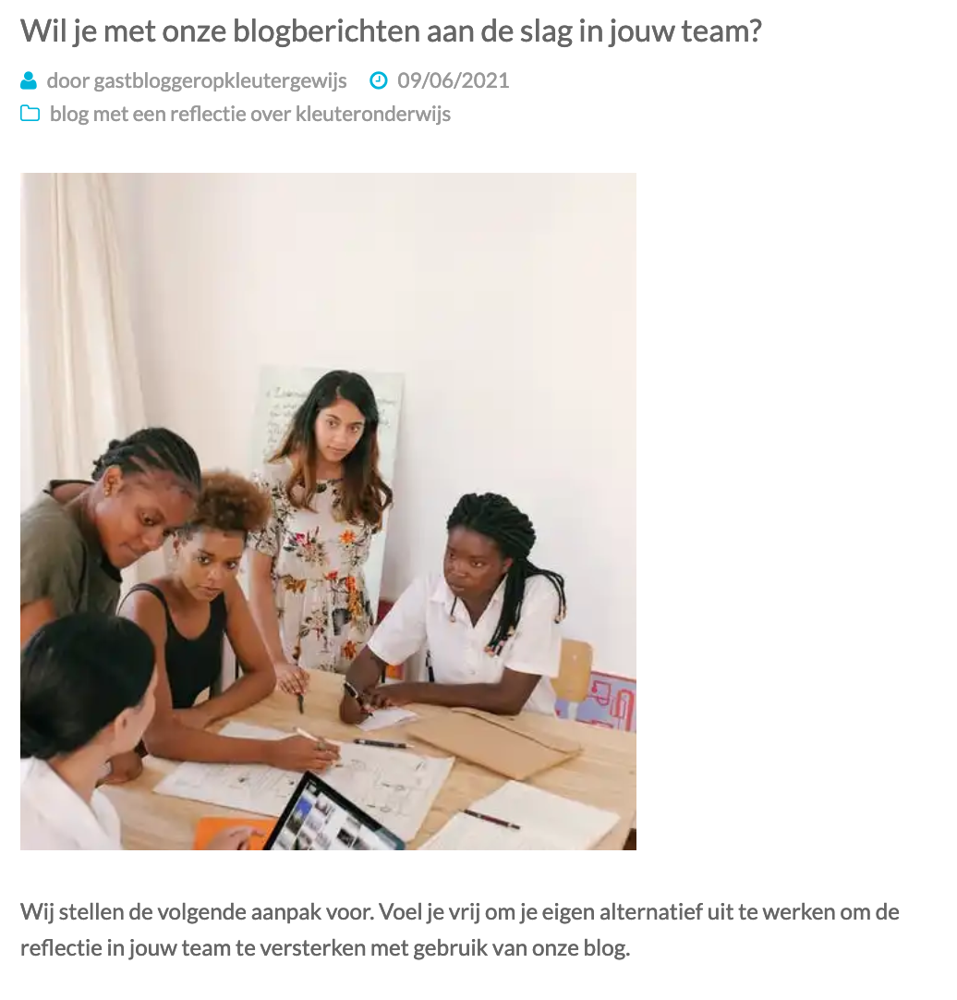 Wil je met onze blogberichten aan de slag in jouw team?
door gastbloggeropkleutergewijs 09/06/2021
blog met een reflectie over kleuteronderwijs
Wij stellen de volgende aanpak voor. Voel je vrij om je eigen alternatief uit te werken om de
reflectie in jouw team te versterken met gebruik van onze blog.